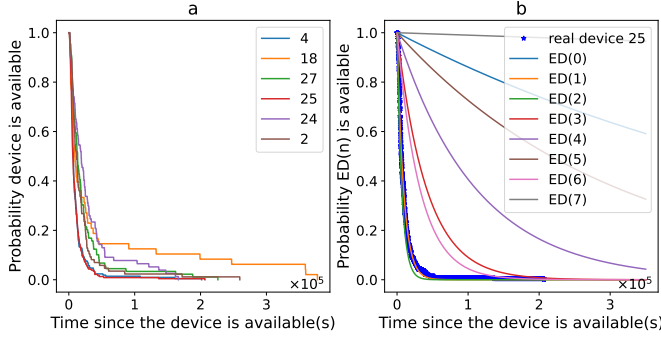 a
Probability device is available
1.0
0.8
0.6
0.4
0.2
0.0
4
18
27
25
24
2
×10⁵
0
1
2
3
Time since the device is available(s)
b
Probability ED(n) is available
1.0
0.8
0.6
0.4
0.2
0.0
real device 25
ED(0)
ED(1)
ED(2)
ED(3)
ED(4)
ED(5)
ED(6)
ED(7)
×10⁵
0
1
2
3
Time since the device is available(s)